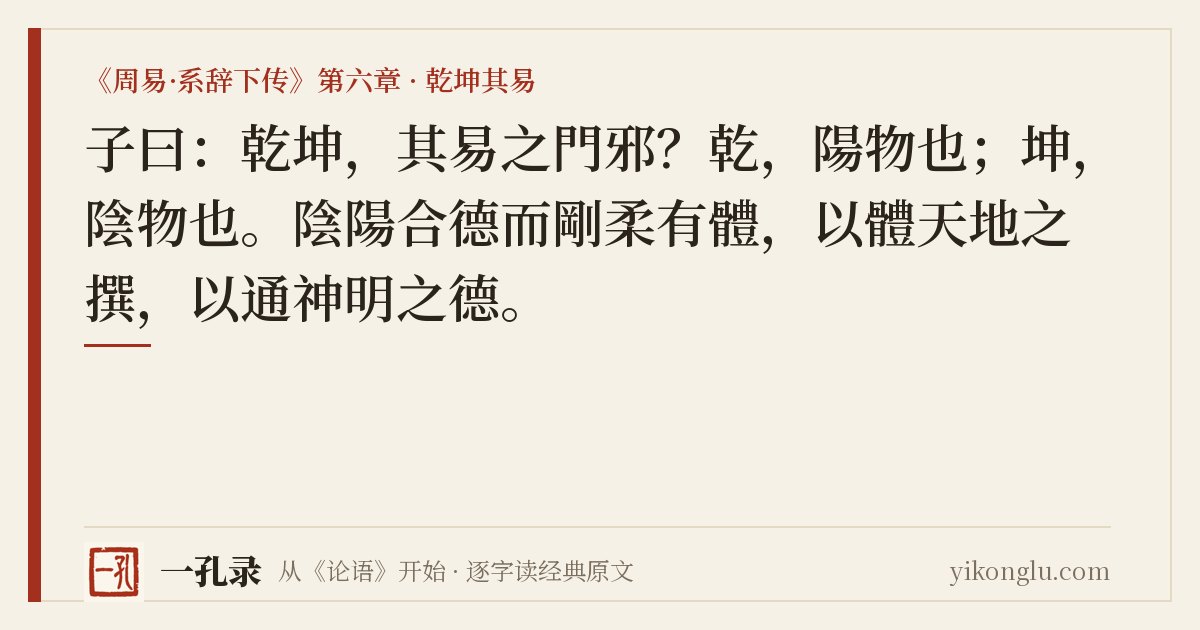 《周易·系辞下传》第六章 · 乾坤其易
子曰：乾坤，其易之門邪？乾，陽物也；坤，
陰物也。陰陽合德而剛柔有體，以體天地之
撰，以通神明之德。
一孔 一孔录 从《论语》开始 · 逐字读经典原文 yikonglu.com